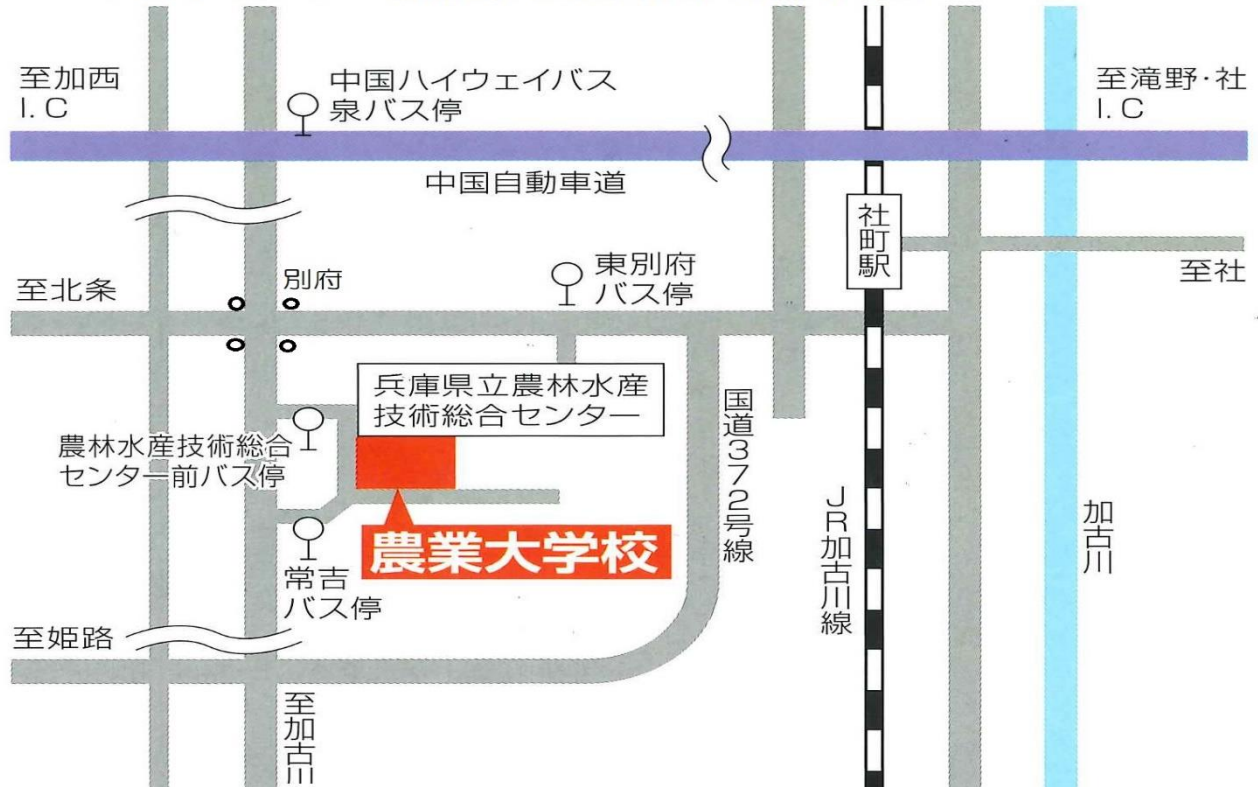 至加西
I.C
中国ハイウェイバス
泉バス停
至滝野･社
I.C
中国自動車道
社町駅
至社
至北条
別府
東別府
バス停
兵庫県立農林水産
技術総合センター
農林水産技術総合
センター前バス停
国道372号線
JR加古川線
加古川
農業大学校
常吉
バス停
至姫路
至加古川